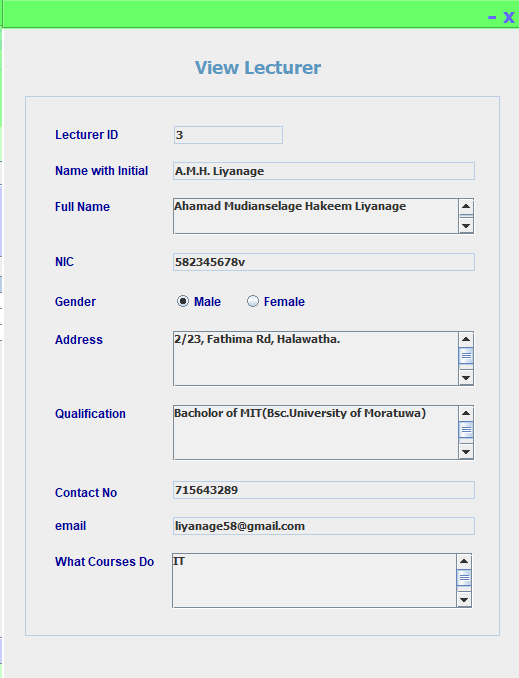 - x
View Lecturer
Lecturer ID 3
Name with Initial A.M.H. Liyanage
Full Name Ahamad Mudianselage Hakeem Liyanage
NIC 582345678v
Gender Male Female
Address 2/23, Fathima Rd, Halawatha.
Qualification Bacholor of MIT(Bsc.University of Moratuwa)
Contact No 715643289
email liyanage58@gmail.com
What Courses Do IT